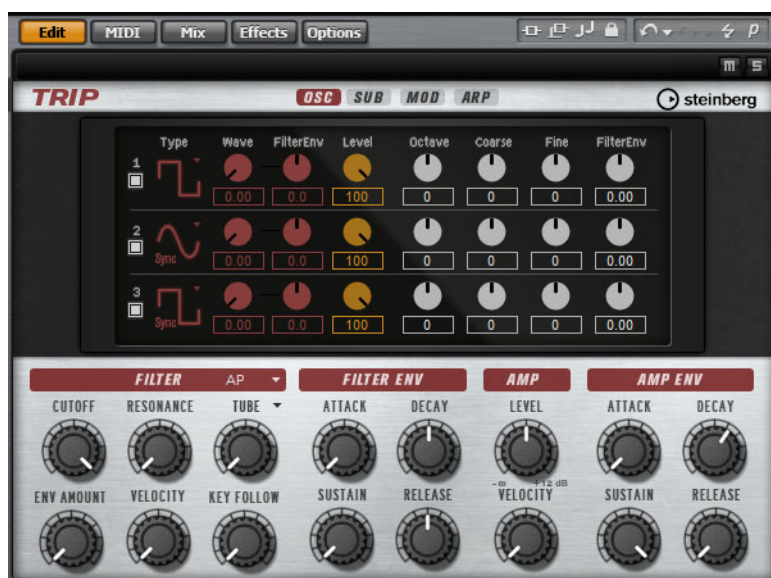 Edit MIDI Mix Effects Options
m s
TRIP OSC SUB MOD ARP steinberg
Type Wave FilterEnv Level Octave Coarse Fine FilterEnv
1
0.00 0.0 100 0 0 0 0.00
2
Sync 0.00 0.0 100 0 0 0 0.00
3
Sync 0.00 0.0 100 0 0 0 0.00
FILTER AP FILTER ENV AMP AMP ENV
CUTOFF RESONANCE TUBE ATTACK DECAY LEVEL ATTACK DECAY
-∞ +12 dB
ENV AMOUNT VELOCITY KEY FOLLOW SUSTAIN RELEASE VELOCITY SUSTAIN RELEASE